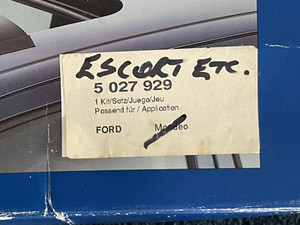 ESCORT ETC.
5 027 929
1 Kit/Satz/Juego/Jeu
Passend für / Application
FORD Mondeo